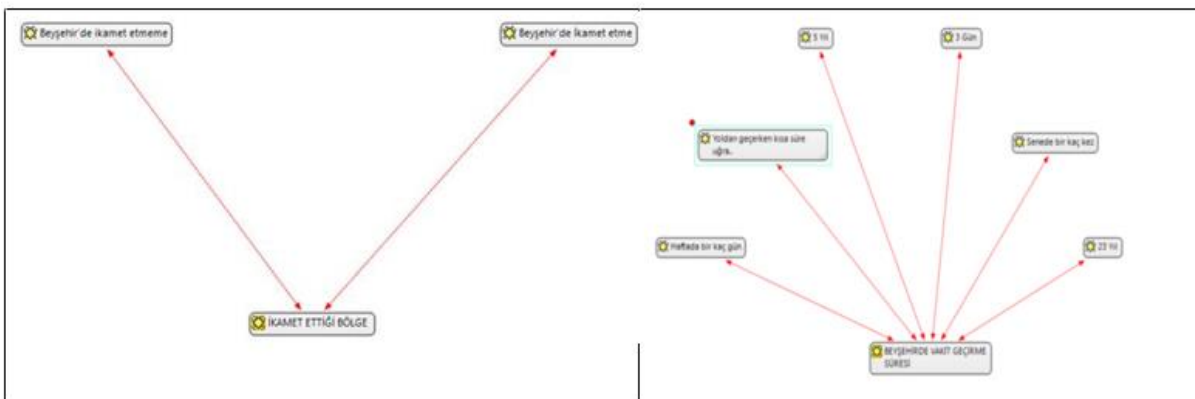 Beyşehir'de ikamet etmeme
Beyşehir'de İkamet etme
İKAMET ETTİĞİ BÖLGE
5 Yıl
3 Gün
Yoldan geçerken kısa süre
uğra..
Senede bir kaç kez
Haftada bir kaç gün
23 Yıl
BEYŞEHİRDE VAKİT GEÇİRME
SÜRESİ